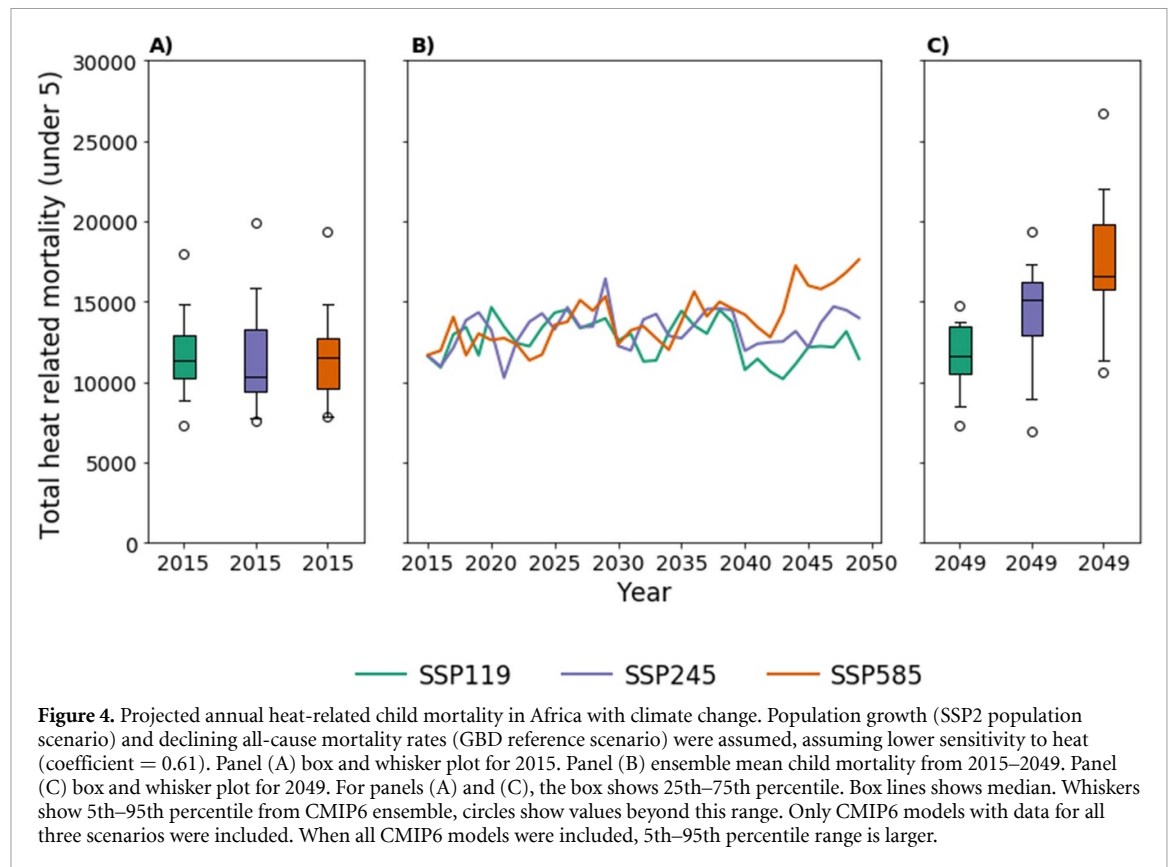 A)
B)
C)
Total heat related mortality (under 5)
30000
25000
20000
15000
10000
5000
0
2015 2015 2015
2015 2020 2025 2030 2035 2040 2045 2050
2049 2049 2049
Year
SSP119 SSP245 SSP585
Figure 4. Projected annual heat-related child mortality in Africa with climate change. Population growth (SSP2 population
scenario) and declining all-cause mortality rates (GBD reference scenario) were assumed, assuming lower sensitivity to heat
(coefficient = 0.61). Panel (A) box and whisker plot for 2015. Panel (B) ensemble mean child mortality from 2015–2049. Panel
(C) box and whisker plot for 2049. For panels (A) and (C), the box shows 25th–75th percentile. Box lines shows median. Whiskers
show 5th–95th percentile from CMIP6 ensemble, circles show values beyond this range. Only CMIP6 models with data for all
three scenarios were included. When all CMIP6 models were included, 5th–95th percentile range is larger.